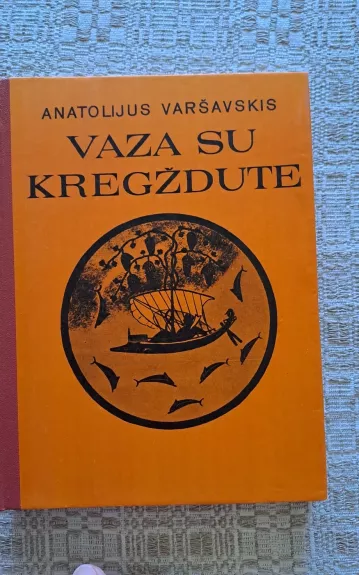 ANATOLIJUS VARŠAVSKIS
VAZA SU
KREGŽDUTE